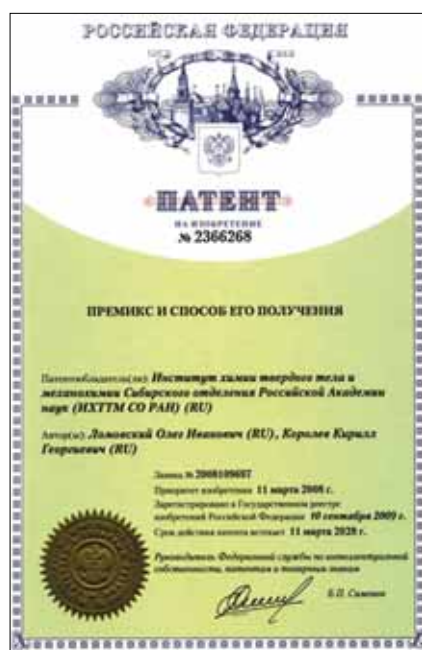 РОССИЙСКАЯ ФЕДЕРАЦИЯ
ПАТЕНТ
НА ИЗОБРЕТЕНИЕ
№ 2366268
ПРЕМИКС И СПОСОБ ЕГО ПОЛУЧЕНИЯ
Патентообладатель(ли): Институт химии твердого тела и
механохимии Сибирского отделения Российской Академии
наук (ИХТТМ СО РАН) (RU)
Автор(ы): Ломовский Олег Иванович (RU), Королев Кирилл
Георгиевич (RU)
Заявка № 2008109687
Приоритет изобретения 11 марта 2008 г.
Зарегистрировано в Государственном реестре
изобретений Российской Федерации 10 сентября 2009 г.
Срок действия патента истекает 11 марта 2028 г.
Руководитель Федеральной службы по интеллектуальной
собственности, патентам и товарным знакам
Б.П. Симонов